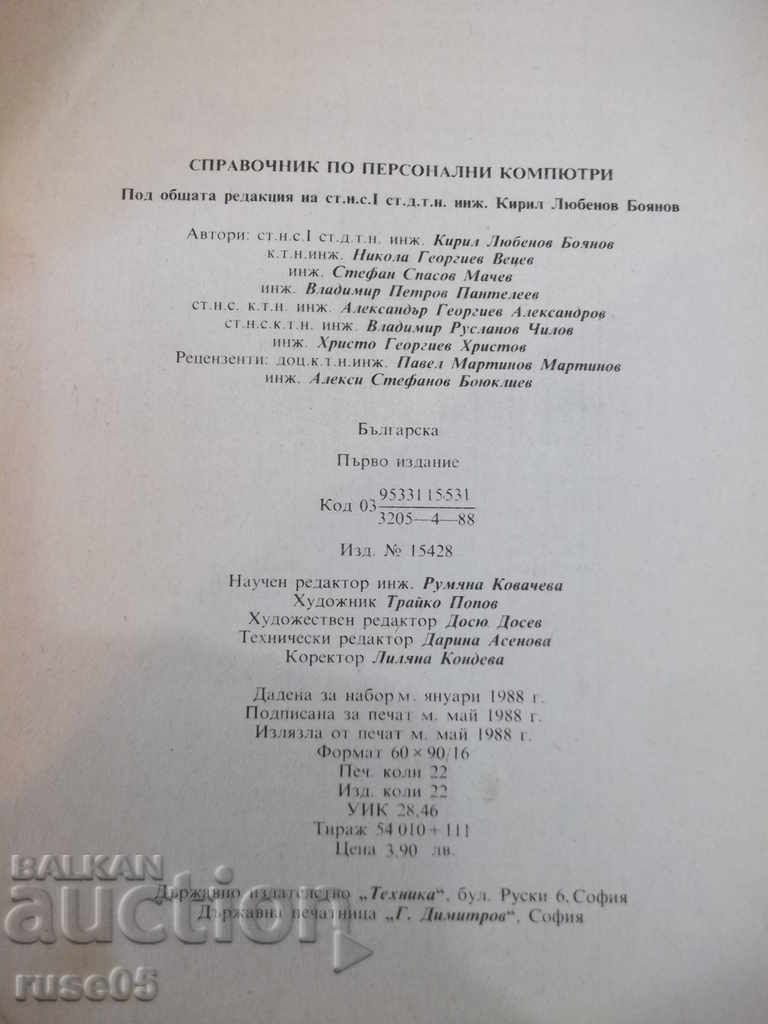 СПРАВОЧНИК ПО ПЕРСОНАЛНИ КОМПЮТРИ
Под общата редакция на ст.н.с.I ст.д.т.н. инж. Кирил Любенов Боянов
Автори: ст.н.с.I ст.д.т.н. инж. Кирил Любенов Боянов
к.т.н.инж. Никола Георгиев Вецев
инж. Стефан Спасов Мачев
инж. Владимир Петров Пантелеев
ст.н.с. к.т.н. инж. Александър Георгиев Александров
ст.н.с.к.т.н. инж. Владимир Русланов Чилов
инж. Христо Георгиев Христов
Рецензенти: доц.к.т.н.инж. Павел Мартинов Мартинов
инж. Алекси Стефанов Боюклиев
Българска
Първо издание
Код 03 95331 15·531
3205—4—88
Изд. № 15428
Научен редактор инж. Румяна Ковачева
Художник Трайко Попов
Художествен редактор Досю Досев
Технически редактор Дарина Асенова
Коректор Лиляна Кондева
Дадена за набор м. януари 1988 г.
Подписана за печат м. май 1988 г.
Излязла от печат м. май 1988 г.
Формат 60 × 90/16
Печ. коли 22
Изд. коли 22
УИК 28,46
Тираж 54 010 + 111
Цена 3,90 лв.
Държавно издателство „Техника“, бул. Руски 6, София
Държавна печатница „Г. Димитров“, София
BALKAN
auction
ruse05